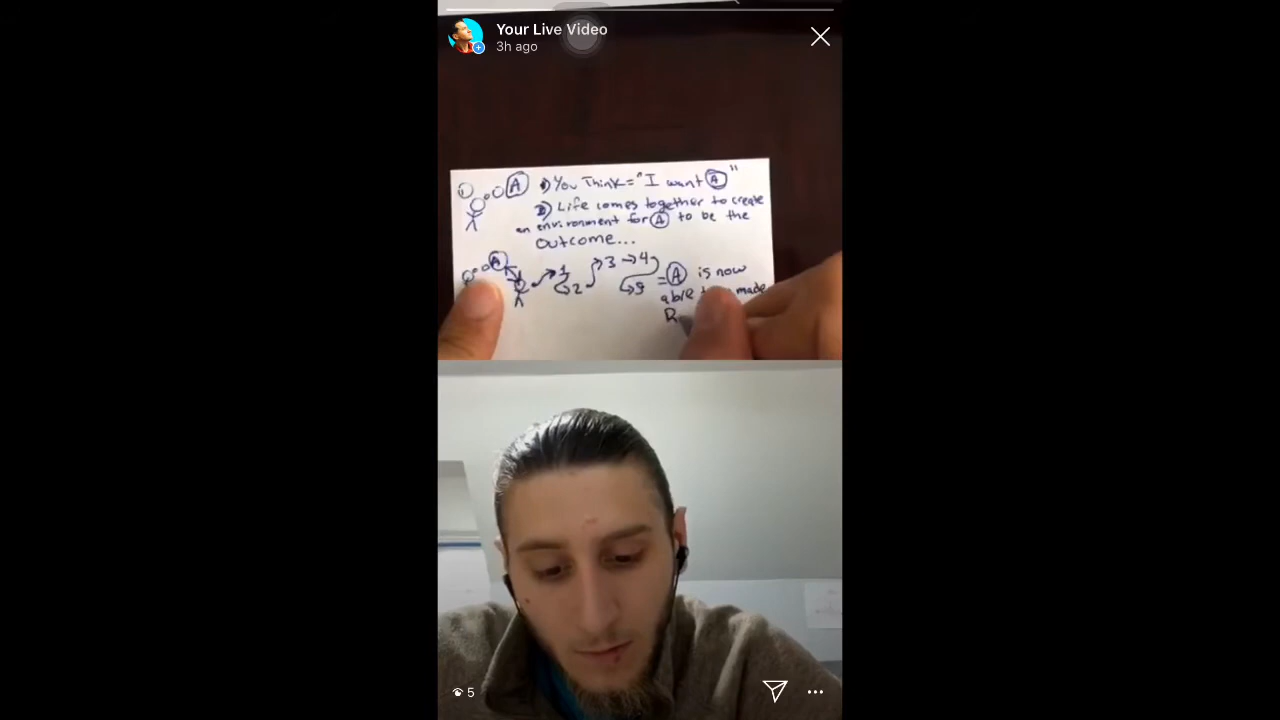 Your Live Video
3h ago
A 1) You Think = "I want A"
2) Life comes together to create
an environment for A to be the
outcome...
A 1 2 3 4 5 = A is now
able made
R
5